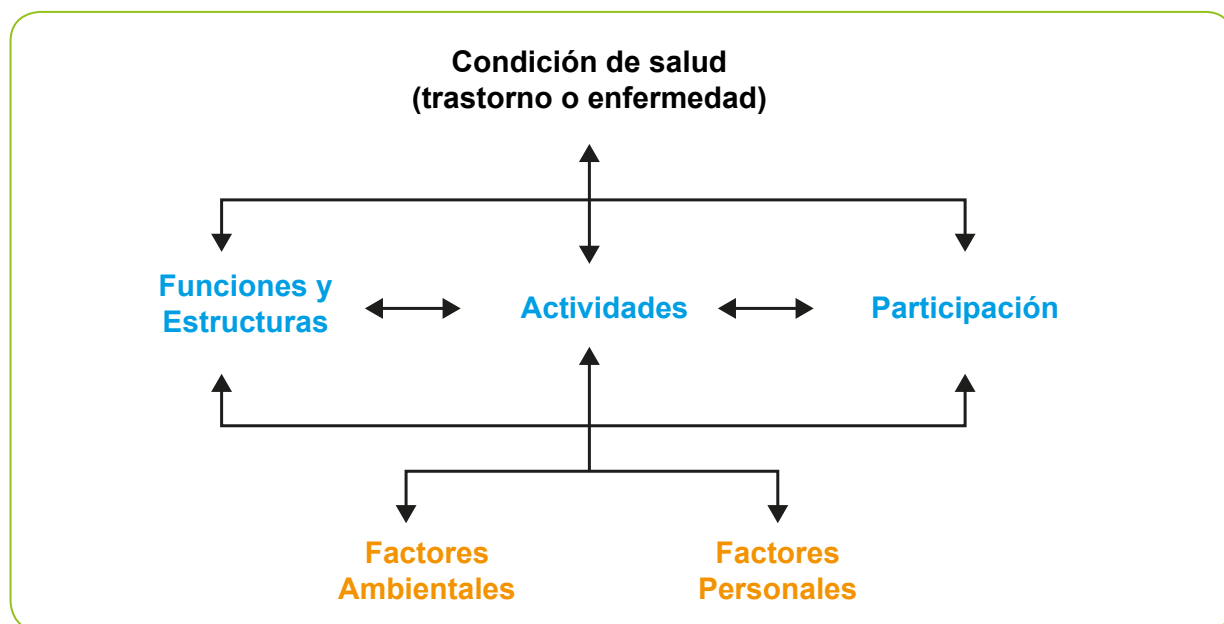 Condición de salud
(trastorno o enfermedad)
Funciones y
Estructuras
Actividades
Participación
Factores
Ambientales
Factores
Personales